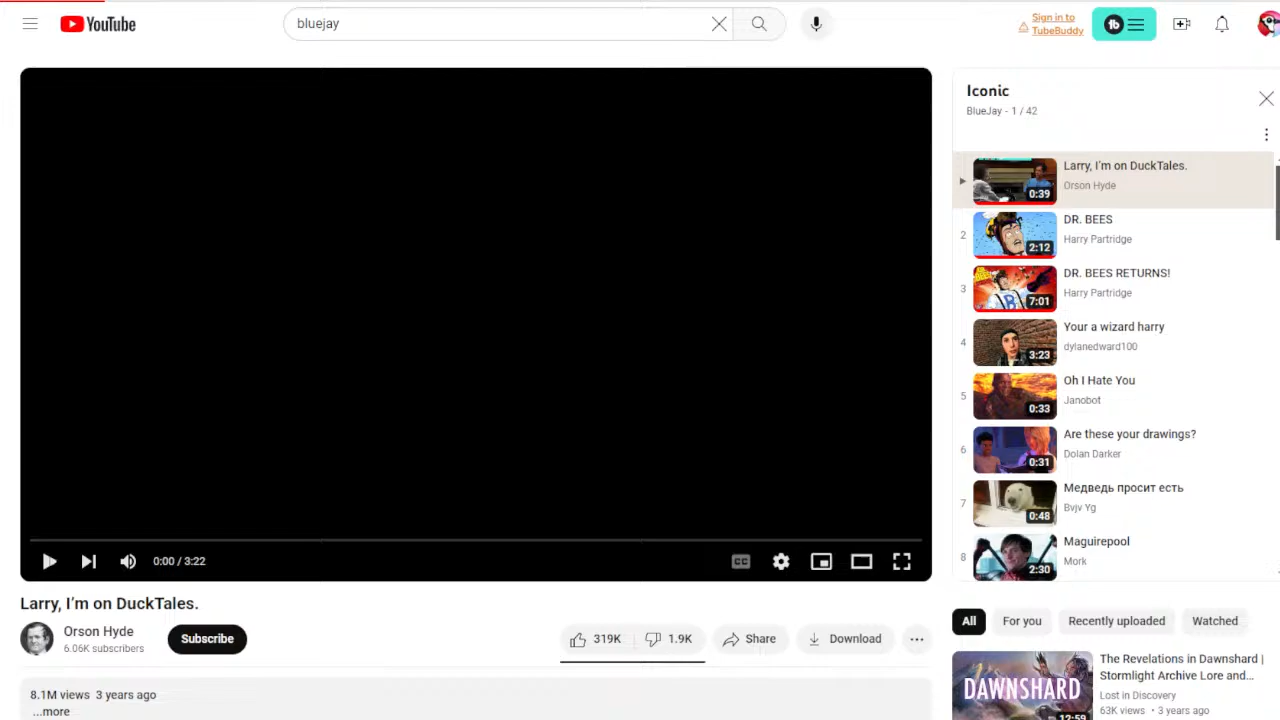 YouTube
bluejay
Sign in to
TubeBuddy
tb
Iconic
BlueJay - 1 / 42
Larry, I'm on DuckTales.
Orson Hyde
0:39
2
DR. BEES
Harry Partridge
2:12
3
DR. BEES RETURNS!
Harry Partridge
7:01
4
Your a wizard harry
dylanedward100
3:23
5
Oh I Hate You
Janobot
0:33
6
Are these your drawings?
Dolan Darker
0:31
7
Медведь просит есть
Bvjv Yg
0:48
8
Maguirepool
Mork
2:30
0:00 / 3:22
CC
Larry, I'm on DuckTales.
Orson Hyde
6.06K subscribers
Subscribe
319K
1.9K
Share
Download
8.1M views 3 years ago
...more
All
For you
Recently uploaded
Watched
DAWNSHARD
12:59
The Revelations in Dawnshard |
Stormlight Archive Lore and...
Lost in Discovery
63K views • 3 years ago